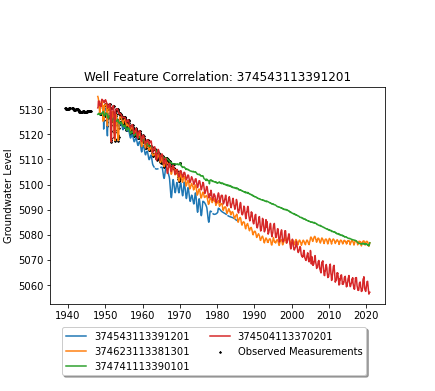 Well Feature Correlation: 374543113391201
Groundwater Level
5130
5120
5110
5100
5090
5080
5070
5060
1940 1950 1960 1970 1980 1990 2000 2010 2020
374543113391201 374504113370201
374623113381301 Observed Measurements
374741113390101